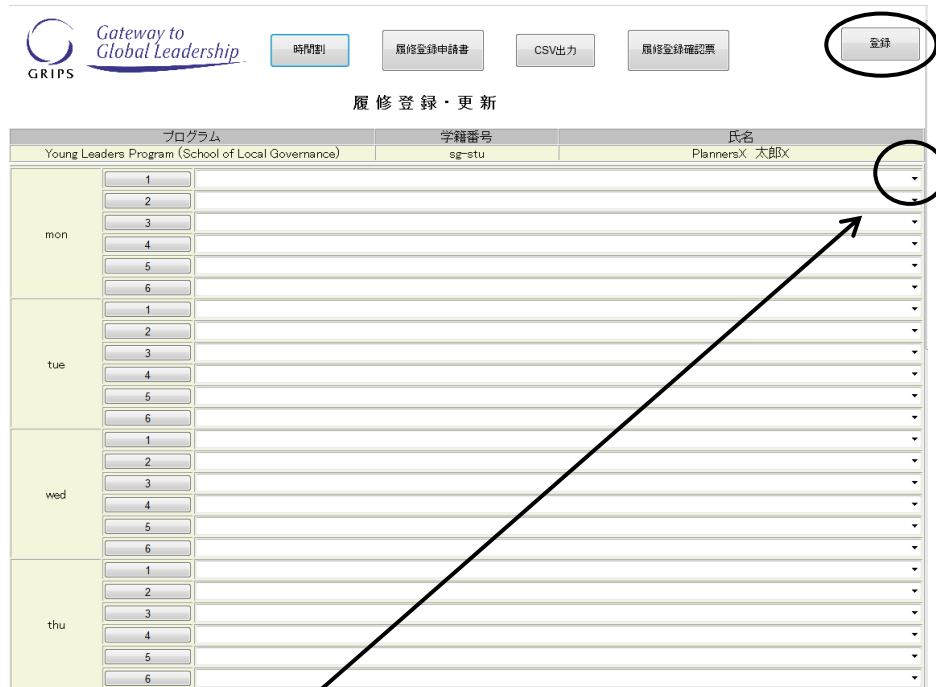 Gateway to
Global Leadership
GRIPS
時間割
履修登録申請書
CSV出力
履修登録確認票
登録
履修登録・更新
プログラム 学籍番号 氏名
Young Leaders Program (School of Local Governance) sg-stu PlannersX 太郎X
mon
1
2
3
4
5
6
tue
1
2
3
4
5
6
wed
1
2
3
4
5
6
thu
1
2
3
4
5
6